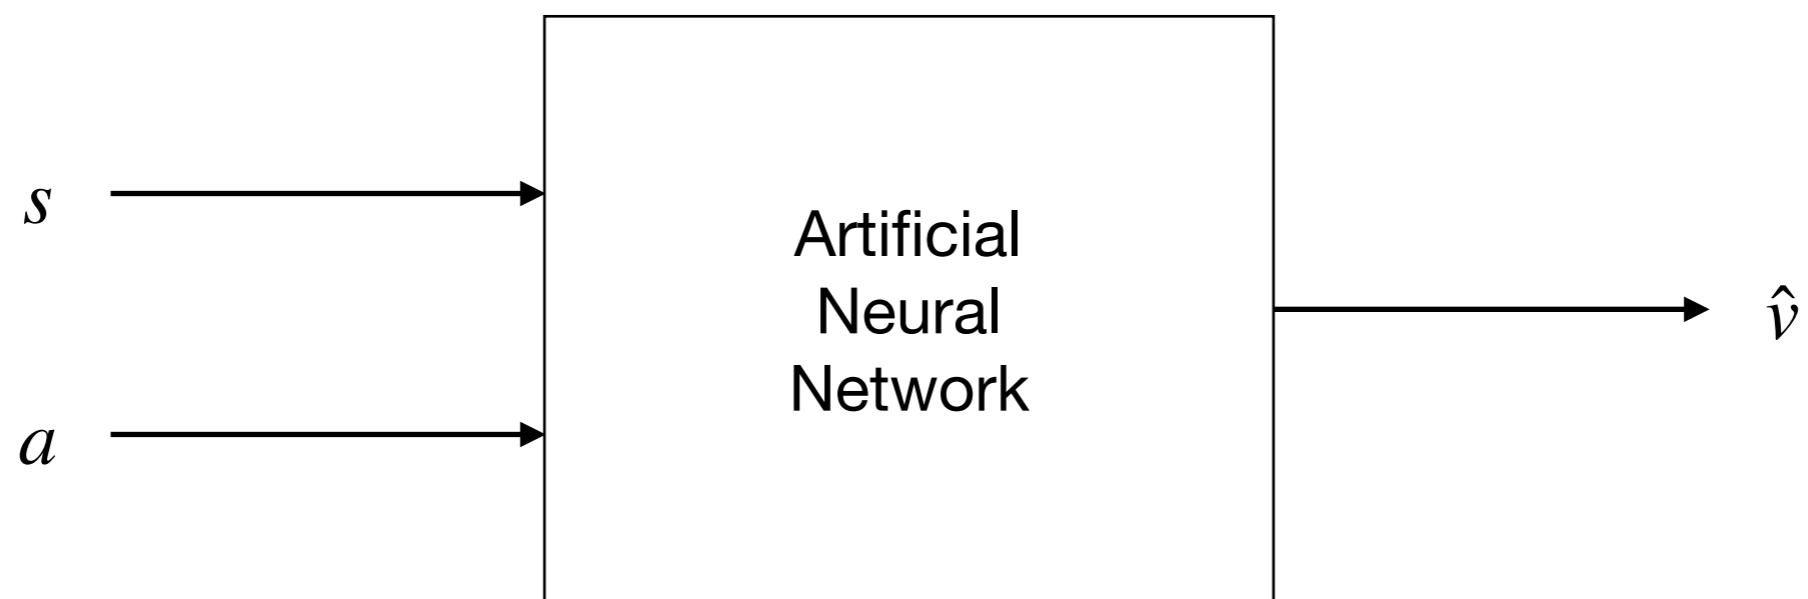 s
a
Artificial
Neural
Network
v̂